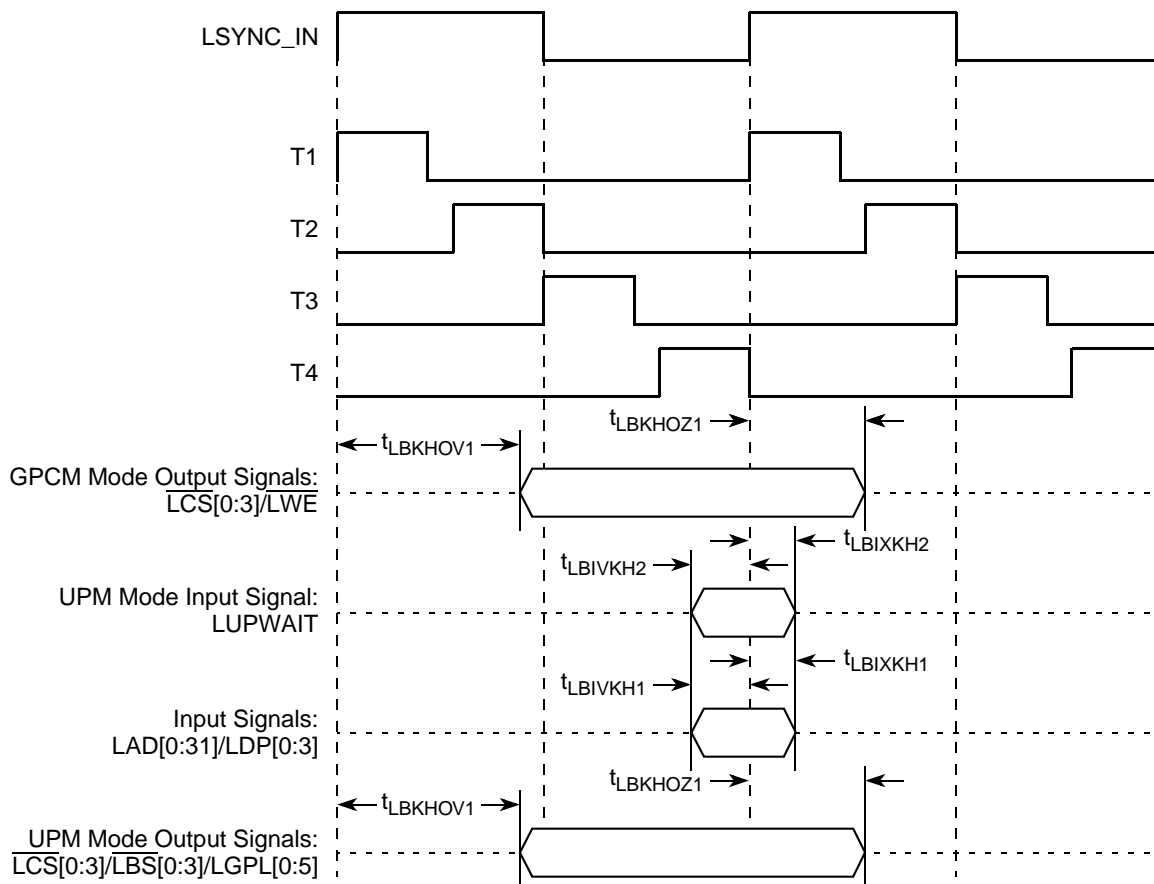 LSYNC_IN
T1
T2
T3
T4
tLBKHOZ1
tLBKHOV1
GPCM Mode Output Signals:
LCS[0:3]/LWE
tLBIXKH2
tLBIVKH2
UPM Mode Input Signal:
LUPWAIT
tLBIXKH1
tLBIVKH1
Input Signals:
LAD[0:31]/LDP[0:3]
tLBKHOZ1
tLBKHOV1
UPM Mode Output Signals:
LCS[0:3]/LBS[0:3]/LGPL[0:5]